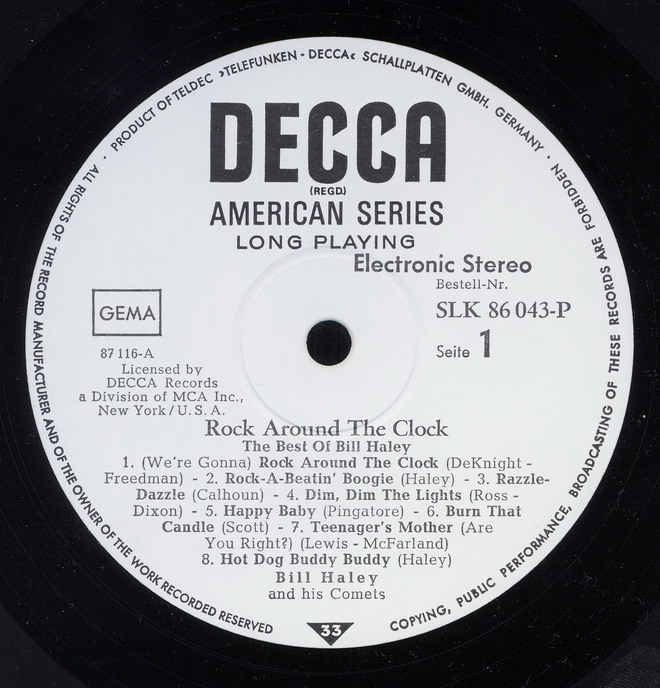 ALL RIGHTS OF THE RECORD MANUFACTURER AND OF THE OWNER OF THE WORK RECORDED RESERVED
· PRODUCT OF TELDEC »TELEFUNKEN - DECCA« SCHALLPLATTEN GMBH, GERMANY ·
COPYING, PUBLIC PERFORMANCE, BROADCASTING OF THESE RECORDS ARE FORBIDDEN
DECCA
(REGD.)
AMERICAN SERIES
LONG PLAYING
Electronic Stereo
Bestell-Nr.
SLK 86 043-P
Seite 1
GEMA
87 116-A
Licensed by
DECCA Records
a Division of MCA Inc.,
New York / U. S. A.
Rock Around The Clock
The Best Of Bill Haley
1. (We're Gonna) Rock Around The Clock (DeKnight -
Freedman) - 2. Rock-A-Beatin' Boogie (Haley) - 3. Razzle-
Dazzle (Calhoun) - 4. Dim, Dim The Lights (Ross -
Dixon) - 5. Happy Baby (Pingatore) - 6. Burn That
Candle (Scott) - 7. Teenager's Mother (Are
You Right?) (Lewis - McFarland)
8. Hot Dog Buddy Buddy (Haley)
Bill Haley
and his Comets
33